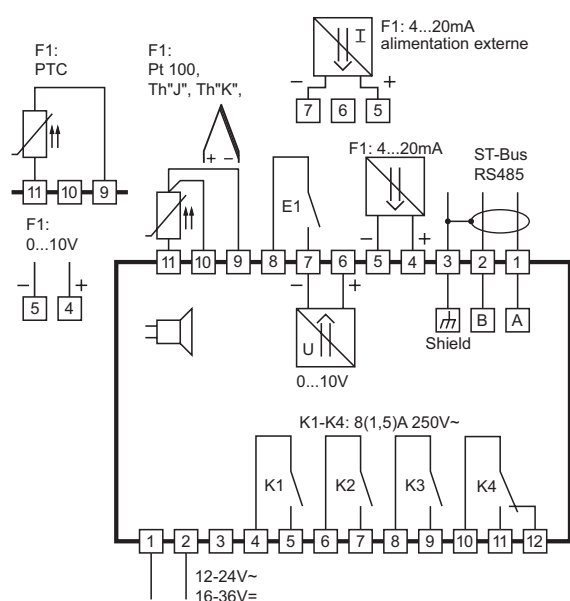 F1:
PTC
11 10 9
F1:
0...10V
− +
5 4
F1:
Pt 100,
Th"J", Th"K",
+ −
I
F1: 4...20mA
alimentation externe
− +
7 6 5
E1
F1: 4...20mA
− +
ST-Bus
RS485
11 10 9 8 7 6 5 4 3 2 1
− +
U
0...10V
B A
Shield
K1-K4: 8(1,5)A 250V~
K1 K2 K3 K4
1 2 3 4 5 6 7 8 9 10 11 12
12-24V~
16-36V=